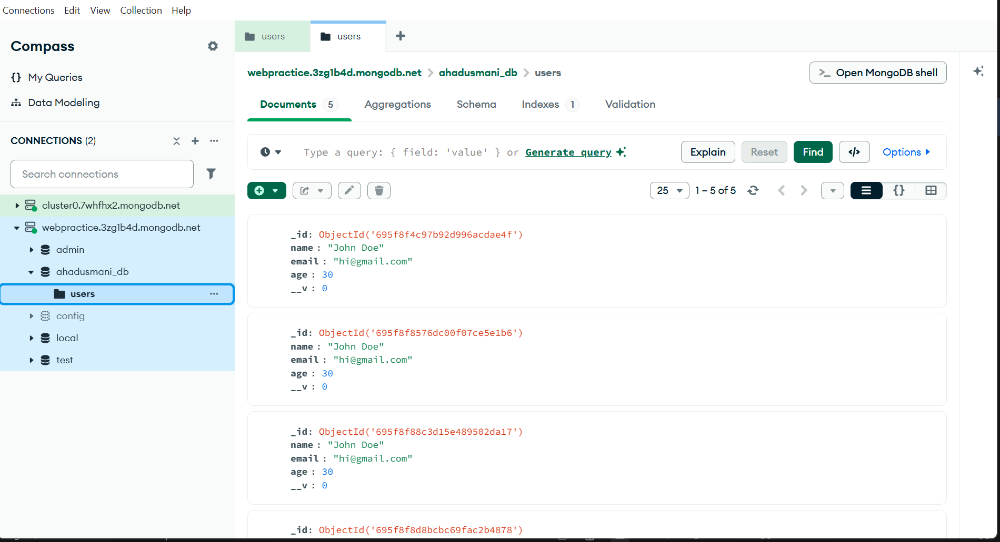 Connections Edit View Collection Help
Compass
My Queries
Data Modeling
CONNECTIONS (2)
Search connections
cluster0.7whfhx2.mongodb.net
webpractice.3zg1b4d.mongodb.net
admin
ahadusmani_db
users
config
local
test
users users
webpractice.3zg1b4d.mongodb.net > ahadusmani_db > users
>_ Open MongoDB shell
Documents 5 Aggregations Schema Indexes 1 Validation
Type a query: { field: 'value' } or Generate query
Explain Reset Find </> Options
25 1 – 5 of 5 {}
_id: ObjectId('695f8f4c97b92d996acdae4f')
name : "John Doe"
email : "hi@gmail.com"
age : 30
__v : 0
_id: ObjectId('695f8f8576dc00f07ce5e1b6')
name : "John Doe"
email : "hi@gmail.com"
age : 30
__v : 0
_id: ObjectId('695f8f88c3d15e489502da17')
name : "John Doe"
email : "hi@gmail.com"
age : 30
__v : 0
_id: ObjectId('695f8f8d8bcbc69fac2b4878')